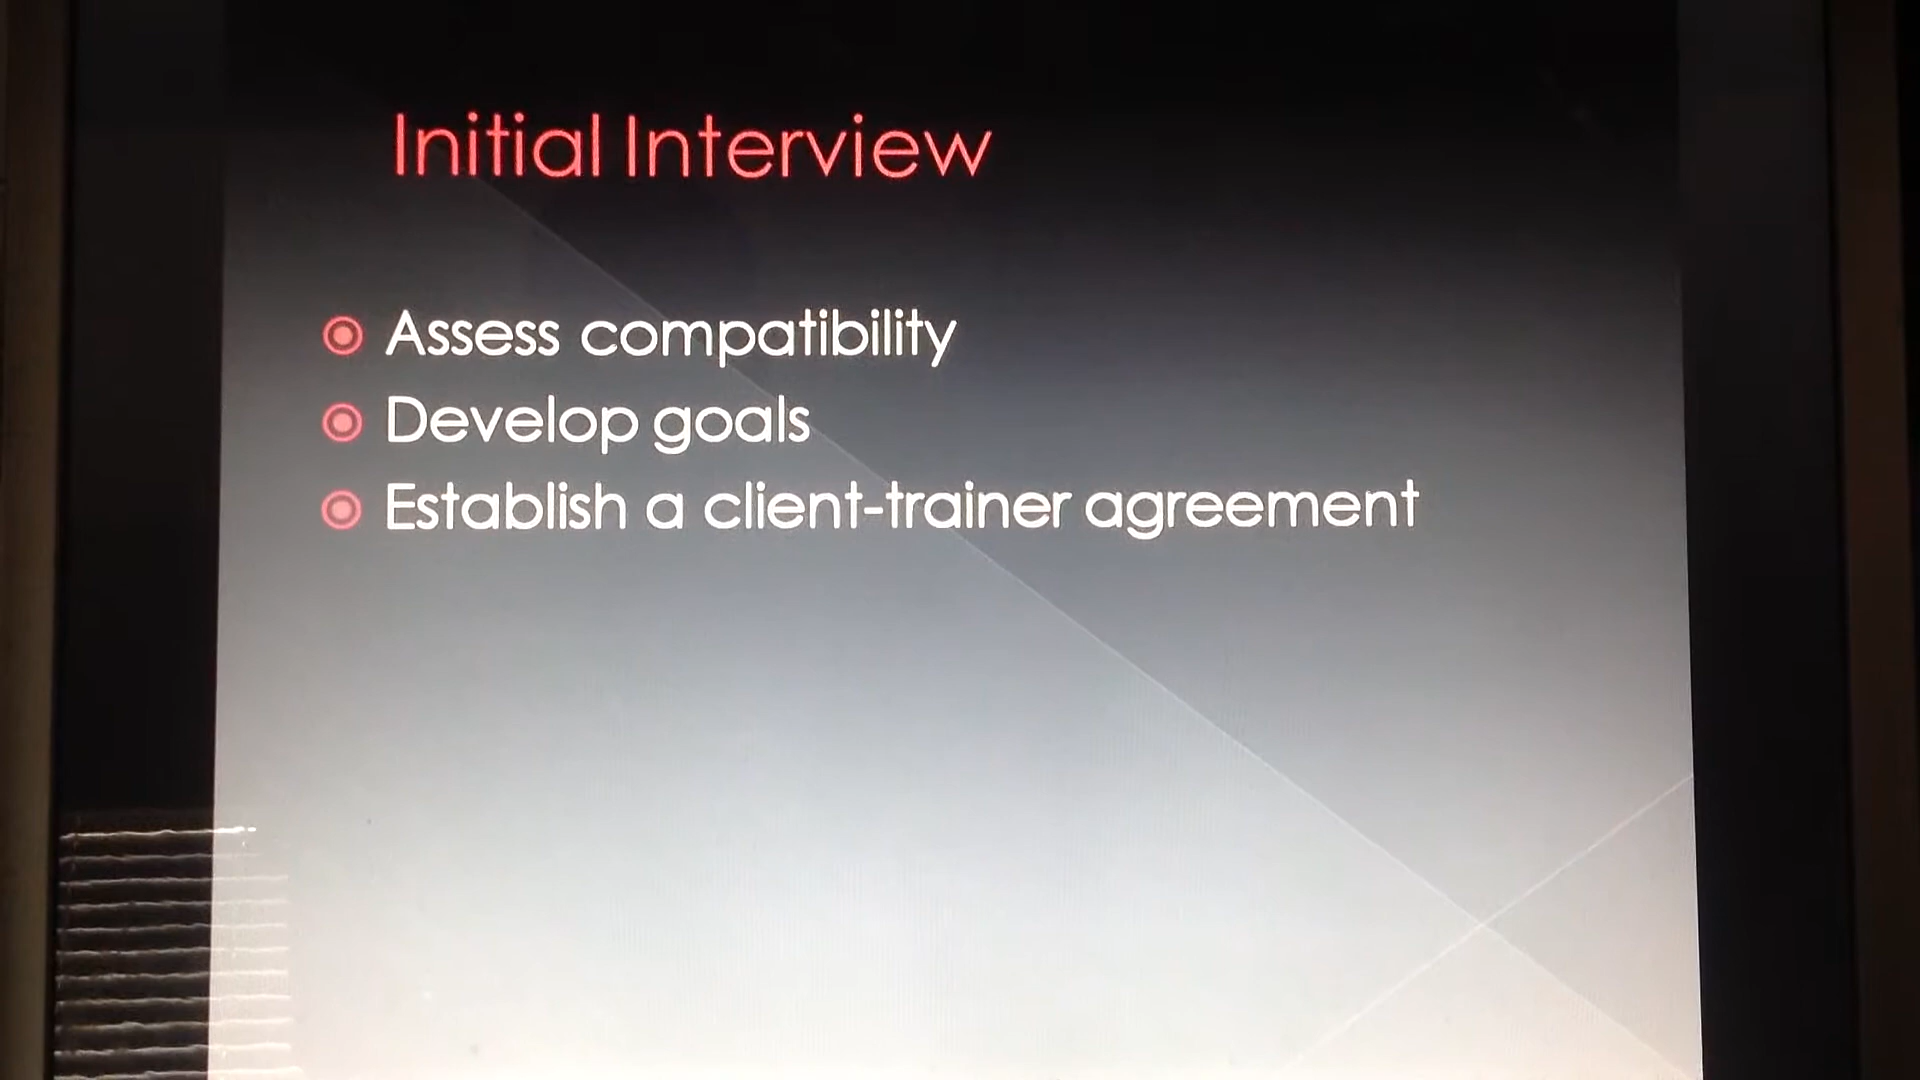 Initial Interview
Assess compatibility
Develop goals
Establish a client-trainer agreement